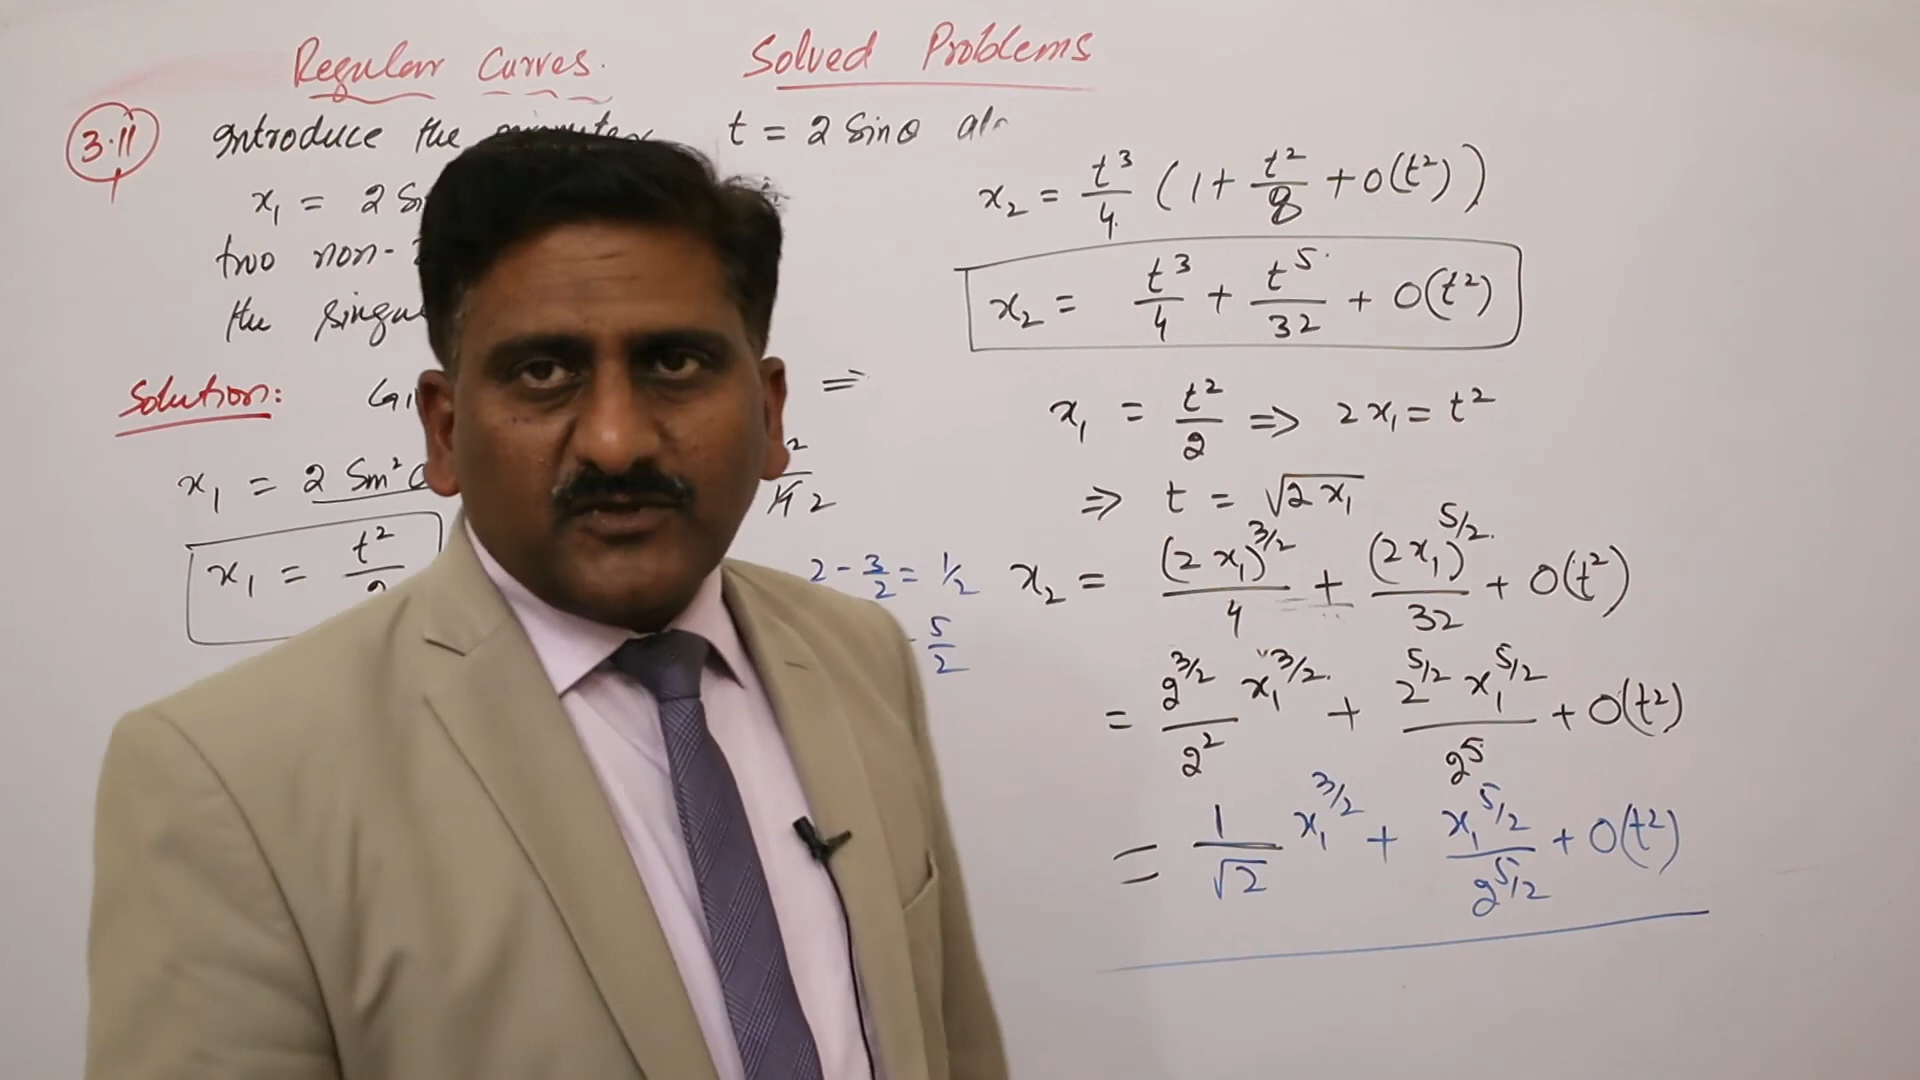 Regular Curves. Solved Problems
3.11 Introduce the t = 2 Sinθ
x₁ = 2
two non-
the
Solution:
x₁ = 2 Sin²
x₁ = t²/
2 - 3/2 = 1/2
5/2
x₂ = t³/4 (1 + t²/8 + O(t²))
x₂ = t³/4 + t⁵/32 + O(t²)
⇒ x₁ = t²/2 ⇒ 2x₁ = t²
⇒ t = √2x₁
x₂ = (2x₁)^3/2/4 + (2x₁)^5/2/32 + O(t²)
= 2^3/2/2² x₁^3/2 + 2^5/2 x₁^5/2/2⁵ + O(t²)
= 1/√2 x₁^3/2 + x₁^5/2/2^5/2 + O(t²)